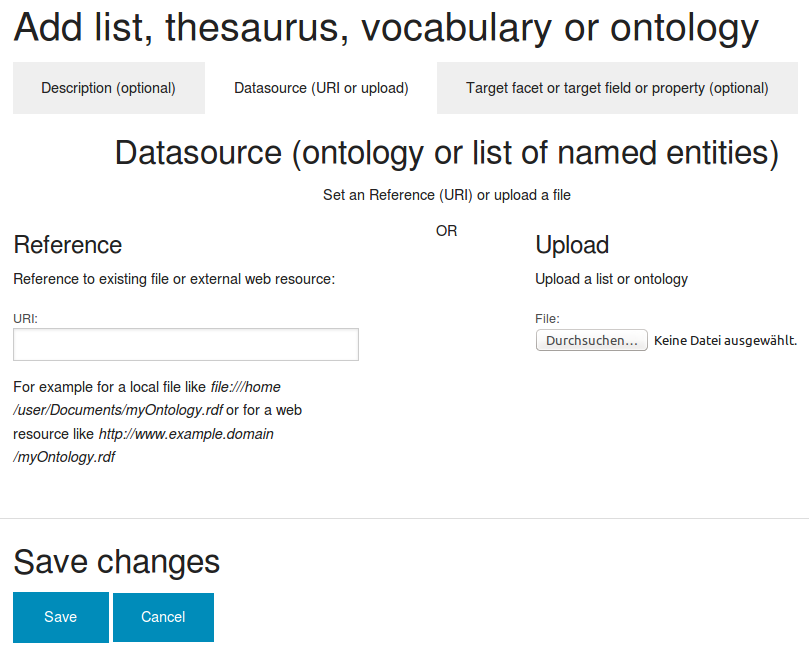 Add list, thesaurus, vocabulary or ontology
Description (optional)
Datasource (URI or upload)
Target facet or target field or property (optional)
Datasource (ontology or list of named entities)
Set an Reference (URI) or upload a file
OR
Reference
Reference to existing file or external web resource:
URI:
For example for a local file like file:///home
/user/Documents/myOntology.rdf or for a web
resource like http://www.example.domain
/myOntology.rdf
Upload
Upload a list or ontology
File:
Durchsuchen... Keine Datei ausgewählt.
Save changes
Save
Cancel